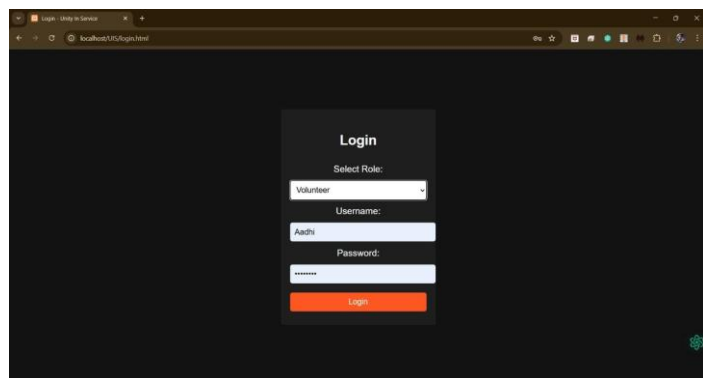 Login - Unity in Service
localhost/UIS/login.html
Login
Select Role:
Volunteer
Username:
Aadhi
Password:
••••••••
Login